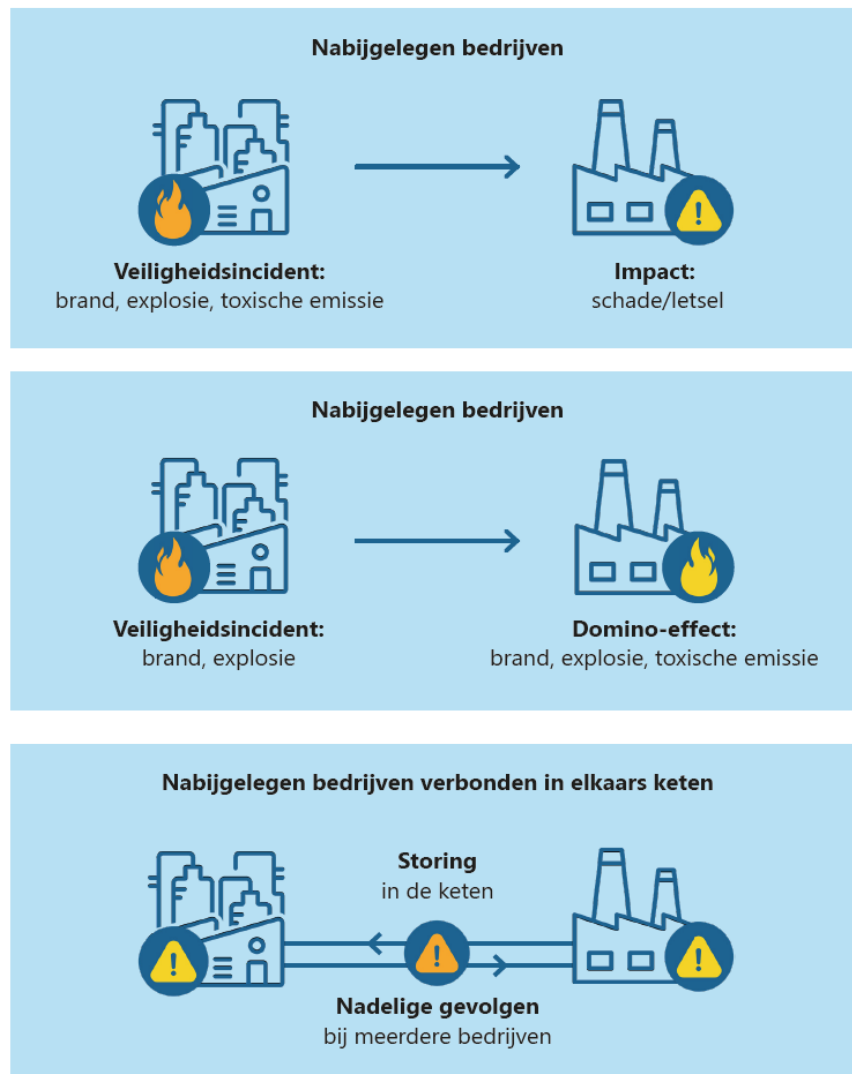 Nabijgelegen bedrijven
Veiligheidsincident:
brand, explosie, toxische emissie
Impact:
schade/letsel
Nabijgelegen bedrijven
Veiligheidsincident:
brand, explosie
Domino-effect:
brand, explosie, toxische emissie
Nabijgelegen bedrijven verbonden in elkaars keten
Storing
in de keten
Nadelige gevolgen
bij meerdere bedrijven